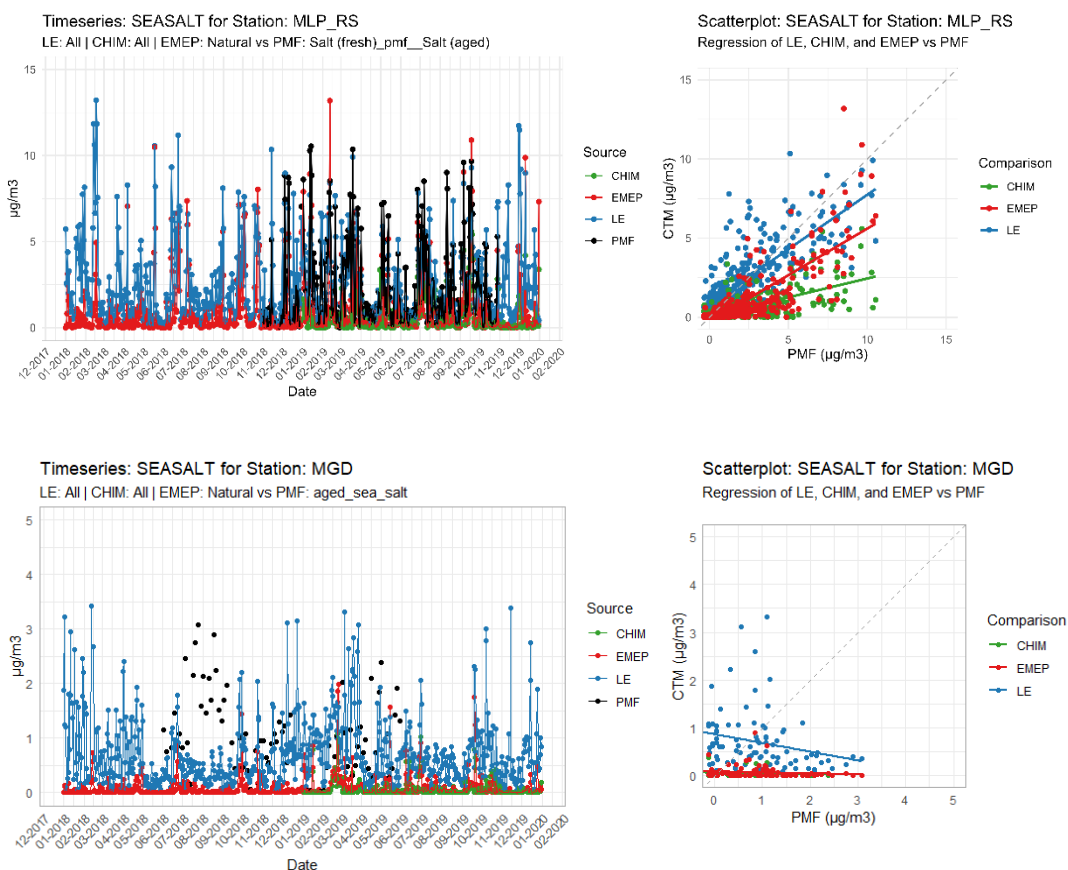 Timeseries: SEASALT for Station: MLP_RS
LE: All | CHIM: All | EMEP: Natural vs PMF: Salt (fresh)_pmf__Salt (aged)
15
10
5
0
µg/m3
12-2017
01-2018
02-2018
03-2018
04-2018
05-2018
06-2018
07-2018
08-2018
09-2018
10-2018
11-2018
12-2018
01-2019
02-2019
03-2019
04-2019
05-2019
06-2019
07-2019
08-2019
09-2019
10-2019
11-2019
12-2019
01-2020
02-2020
Date
Source
CHIM
EMEP
LE
PMF
Scatterplot: SEASALT for Station: MLP_RS
Regression of LE, CHIM, and EMEP vs PMF
15
10
5
0
CTM (µg/m3)
0
5
10
15
PMF (µg/m3)
Comparison
CHIM
EMEP
LE
Timeseries: SEASALT for Station: MGD
LE: All | CHIM: All | EMEP: Natural vs PMF: aged_sea_salt
5
4
3
2
1
0
µg/m3
12-2017
01-2018
02-2018
03-2018
04-2018
05-2018
06-2018
07-2018
08-2018
09-2018
10-2018
11-2018
12-2018
01-2019
02-2019
03-2019
04-2019
05-2019
06-2019
07-2019
08-2019
09-2019
10-2019
11-2019
12-2019
01-2020
02-2020
Date
Source
CHIM
EMEP
LE
PMF
Scatterplot: SEASALT for Station: MGD
Regression of LE, CHIM, and EMEP vs PMF
5
4
3
2
1
0
CTM (µg/m3)
0
1
2
3
4
5
PMF (µg/m3)
Comparison
CHIM
EMEP
LE